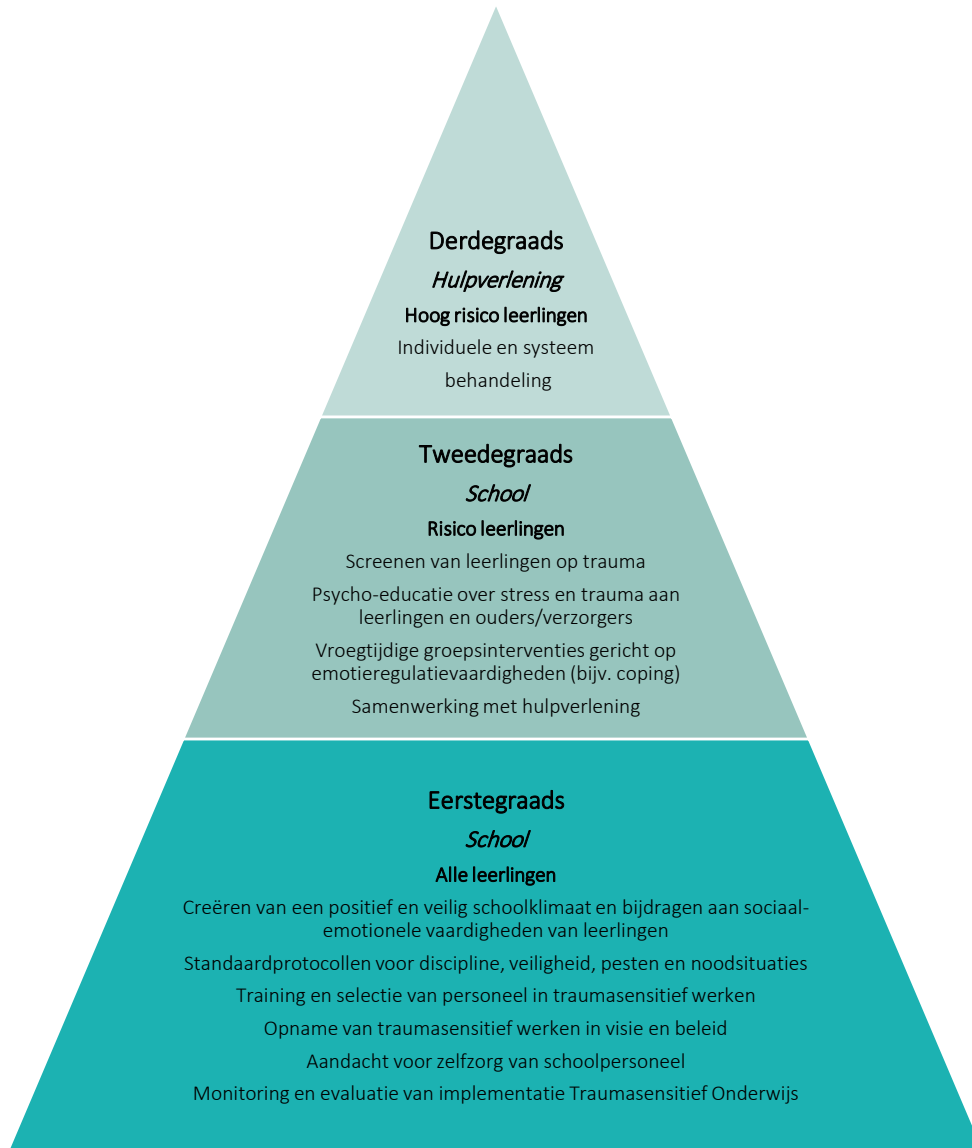 Derdegraads
Hulpverlening
Hoog risico leerlingen
Individuele en systeem
behandeling
Tweedegraads
School
Risico leerlingen
Screenen van leerlingen op trauma
Psycho-educatie over stress en trauma aan
leerlingen en ouders/verzorgers
Vroegtijdige groepsinterventies gericht op
emotieregulatievaardigheden (bijv. coping)
Samenwerking met hulpverlening
Eerstegraads
School
Alle leerlingen
Creëren van een positief en veilig schoolklimaat en bijdragen aan sociaal-
emotionele vaardigheden van leerlingen
Standaardprotocollen voor discipline, veiligheid, pesten en noodsituaties
Training en selectie van personeel in traumasensitief werken
Opname van traumasensitief werken in visie en beleid
Aandacht voor zelfzorg van schoolpersoneel
Monitoring en evaluatie van implementatie Traumasensitief Onderwijs